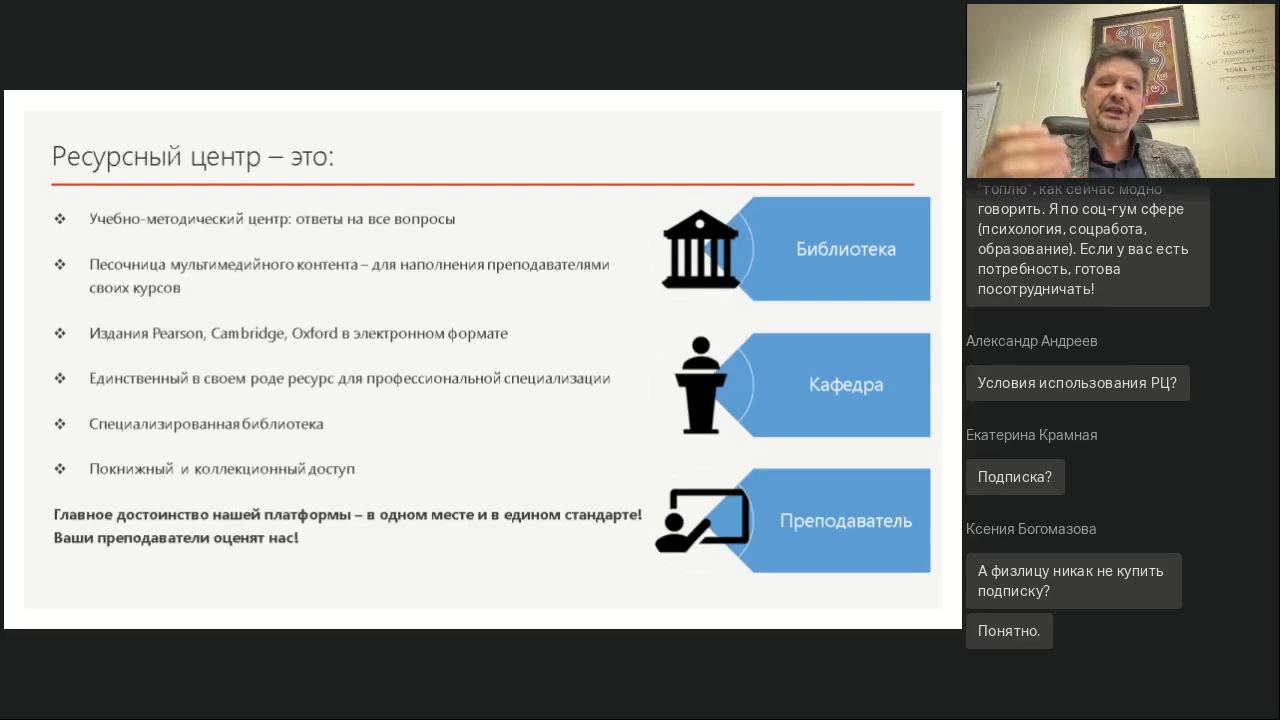 Ресурсный центр – это:
Учебно-методический центр: ответы на все вопросы
Песочница мультимедийного контента – для наполнения преподавателями
своих курсов
Издания Pearson, Cambridge, Oxford в электронном формате
Единственный в своем роде ресурс для профессиональной специализации
Специализированная библиотека
Покнижный и коллекционный доступ
Главное достоинство нашей платформы – в одном месте и в едином стандарте!
Ваши преподаватели оценят нас!
Библиотека
Кафедра
Преподаватель
СПО
ТЕОЛОГИЯ
"топлю", как сейчас модно
говорить. Я по соц-гум сфере
(психология, соцработа,
образование). Если у вас есть
потребность, готова
посотрудничать!
Александр Андреев
Условия использования РЦ?
Екатерина Крамная
Подписка?
Ксения Богомазова
А физлицу никак не купить
подписку?
Понятно.